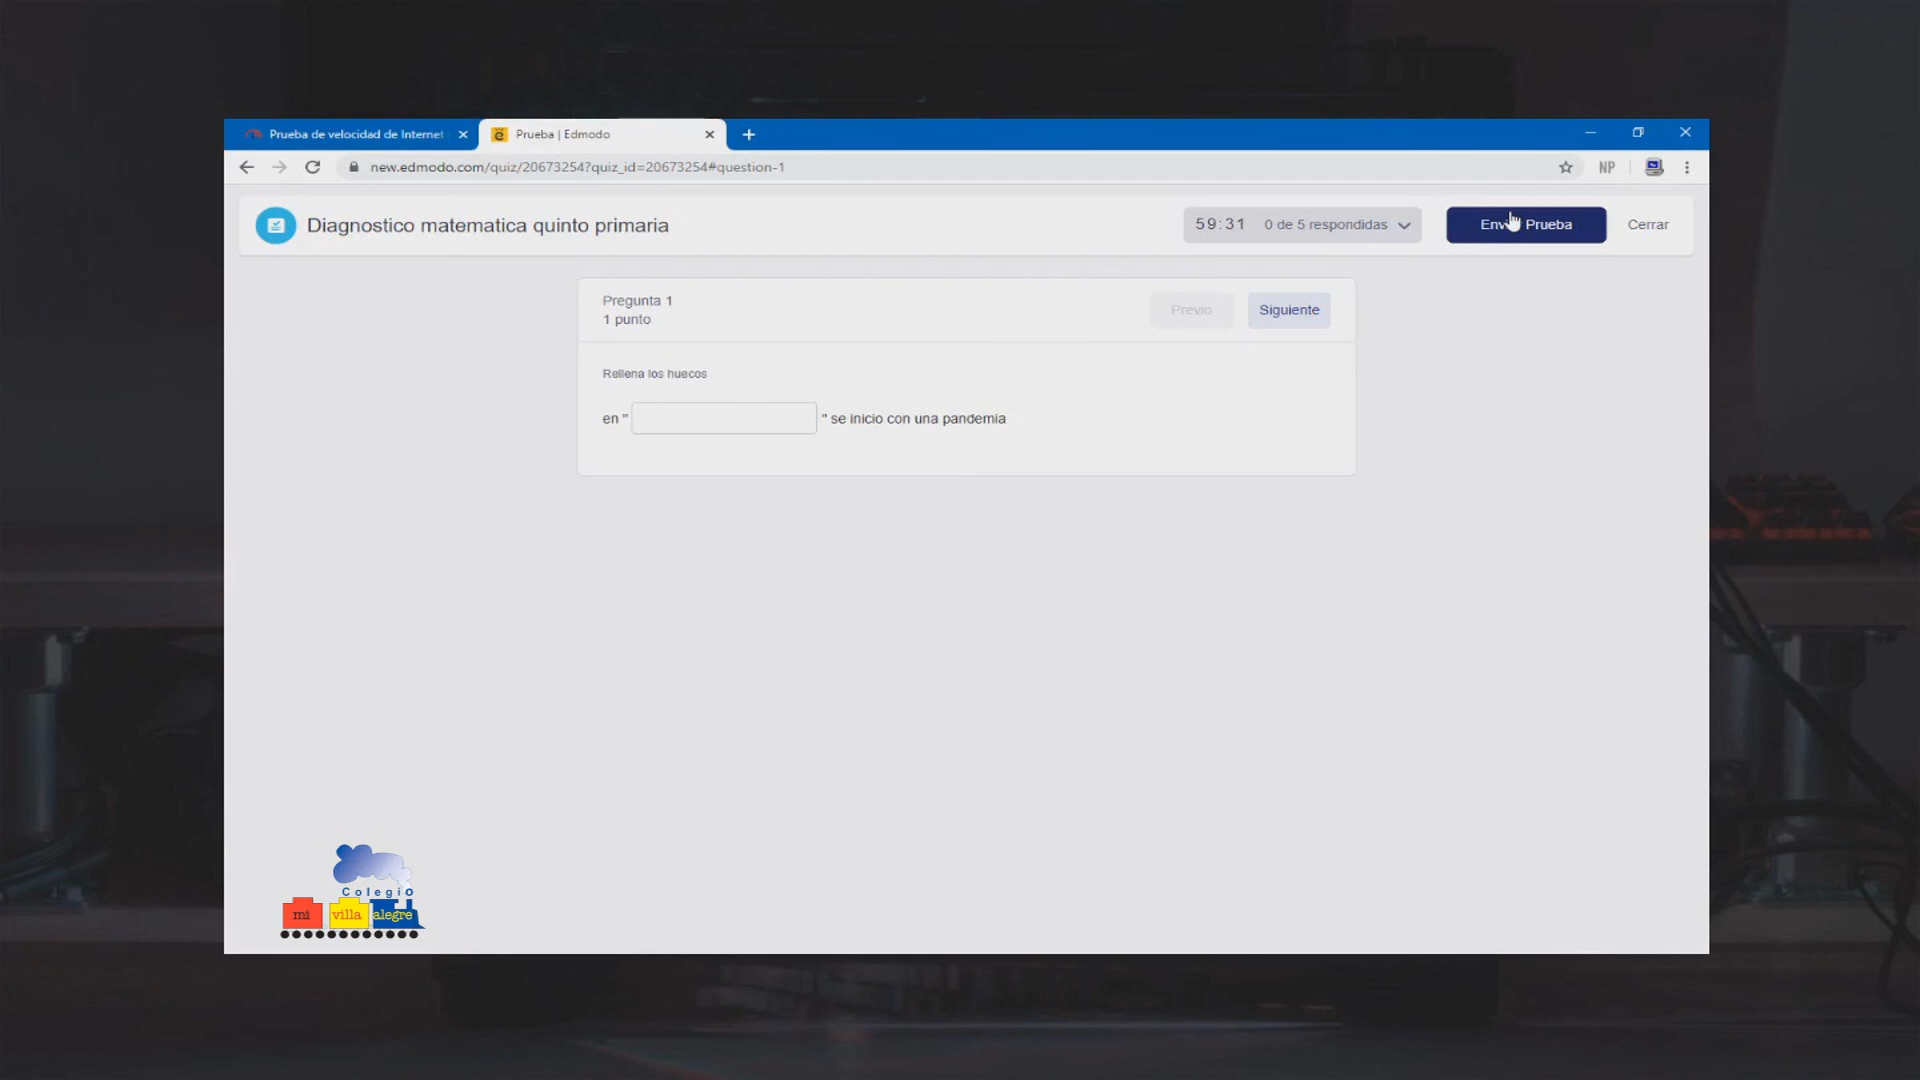 Prueba de velocidad de Internet
Prueba | Edmodo
new.edmodo.com/quiz/20673254?quiz_id=20673254#question-1
NP
Diagnostico matematica quinto primaria
59:31 0 de 5 respondidas
Prueba
Cerrar
Pregunta 1
1 punto
Previo
Siguiente
Rellena los huecos
en " " se inicio con una pandemia
Colegio
mi villa alegre